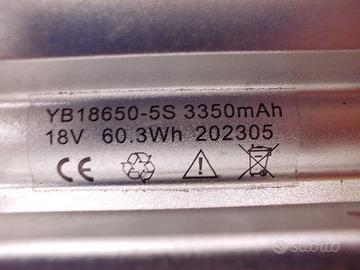 YB18650-5S 3350mAh
18V 60.3Wh 202305
CE
subito